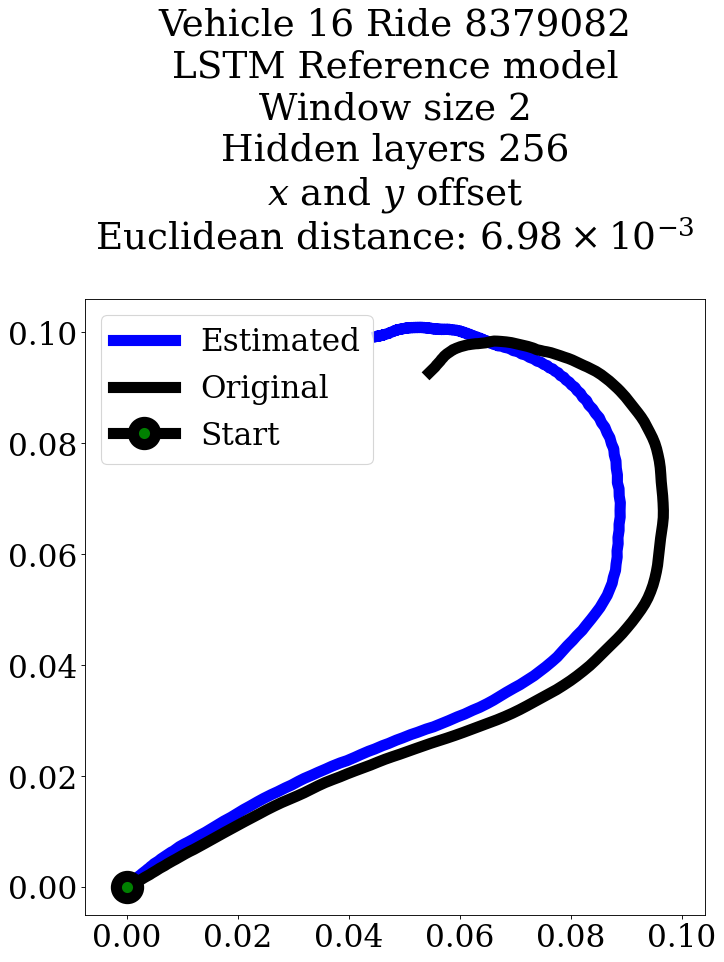 Vehicle 16 Ride 8379082
LSTM Reference model
Window size 2
Hidden layers 256
x and y offset
Euclidean distance: 6.98 × 10⁻³
Estimated
Original
Start
0.10
0.08
0.06
0.04
0.02
0.00
0.00 0.02 0.04 0.06 0.08 0.10